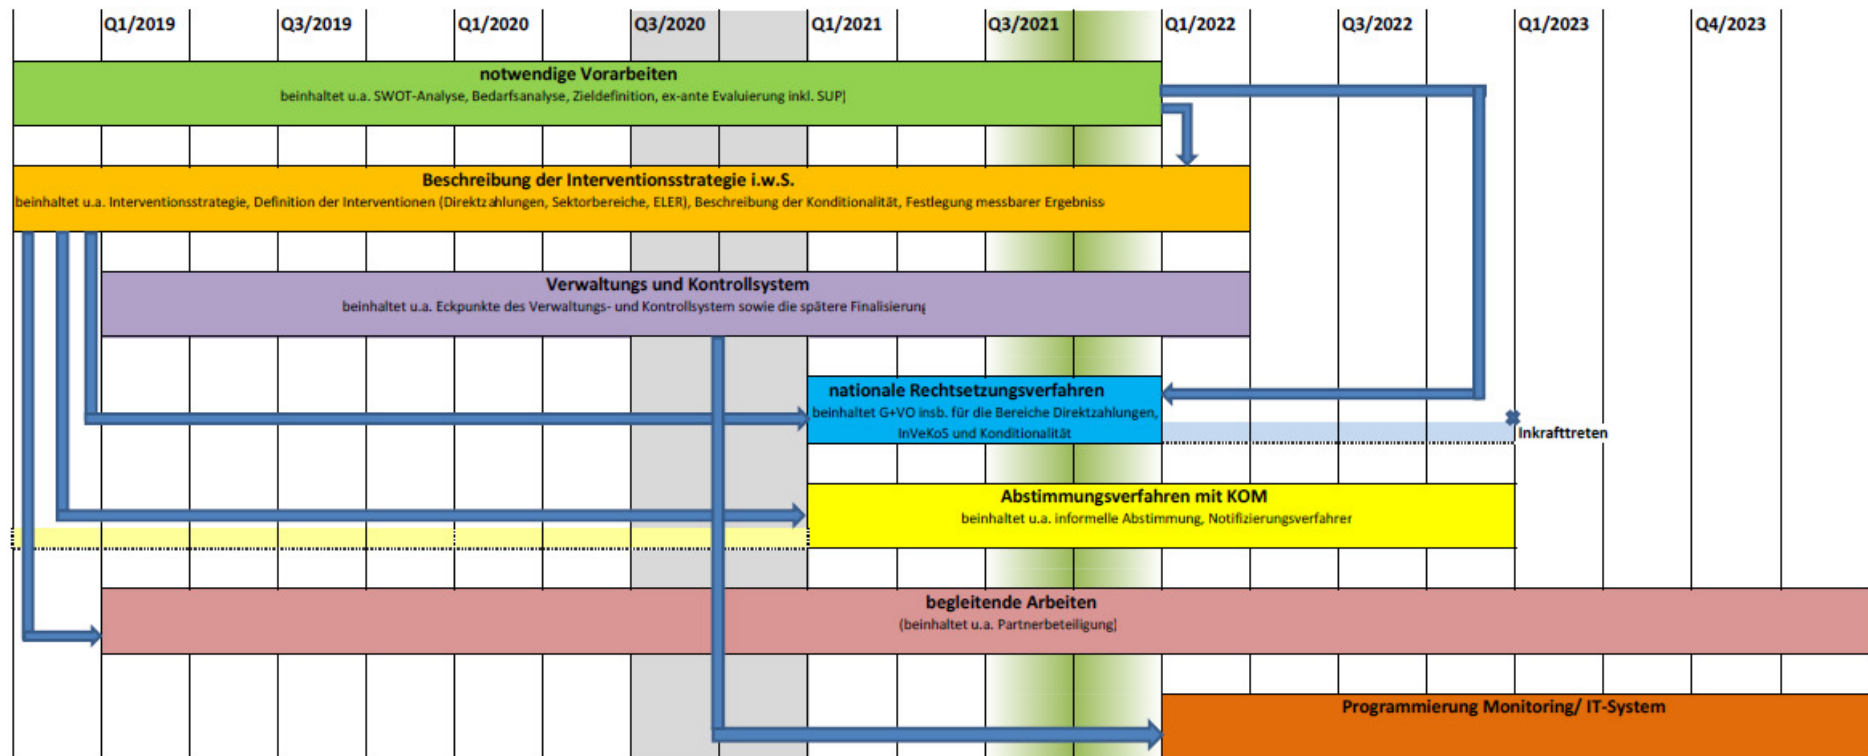 Q1/2019 Q3/2019 Q1/2020 Q3/2020 Q1/2021 Q3/2021 Q1/2022 Q3/2022 Q1/2023 Q4/2023
notwendige Vorarbeiten
beinhaltet u.a. SWOT-Analyse, Bedarfsanalyse, Zieldefinition, ex-ante Evaluierung inkl. SUP)
Beschreibung der Interventionsstrategie i.w.S.
beinhaltet u.a. Interventionsstrategie, Definition der Interventionen (Direktzahlungen, Sektorbereiche, ELER), Beschreibung der Konditionalität, Festlegung messbarer Ergebniss
Verwaltungs und Kontrollsystem
beinhaltet u.a. Eckpunkte des Verwaltungs- und Kontrollsystem sowie die spätere Finalisierung
nationale Rechtsetzungsverfahren
beinhaltet G+VO insb. für die Bereiche Direktzahlungen,
InVeKoS und Konditionalität
Inkrafttreten
Abstimmungsverfahren mit KOM
beinhaltet u.a. informelle Abstimmung, Notifizierungsverfahren
begleitende Arbeiten
(beinhaltet u.a. Partnerbeteiligung)
Programmierung Monitoring/ IT-System